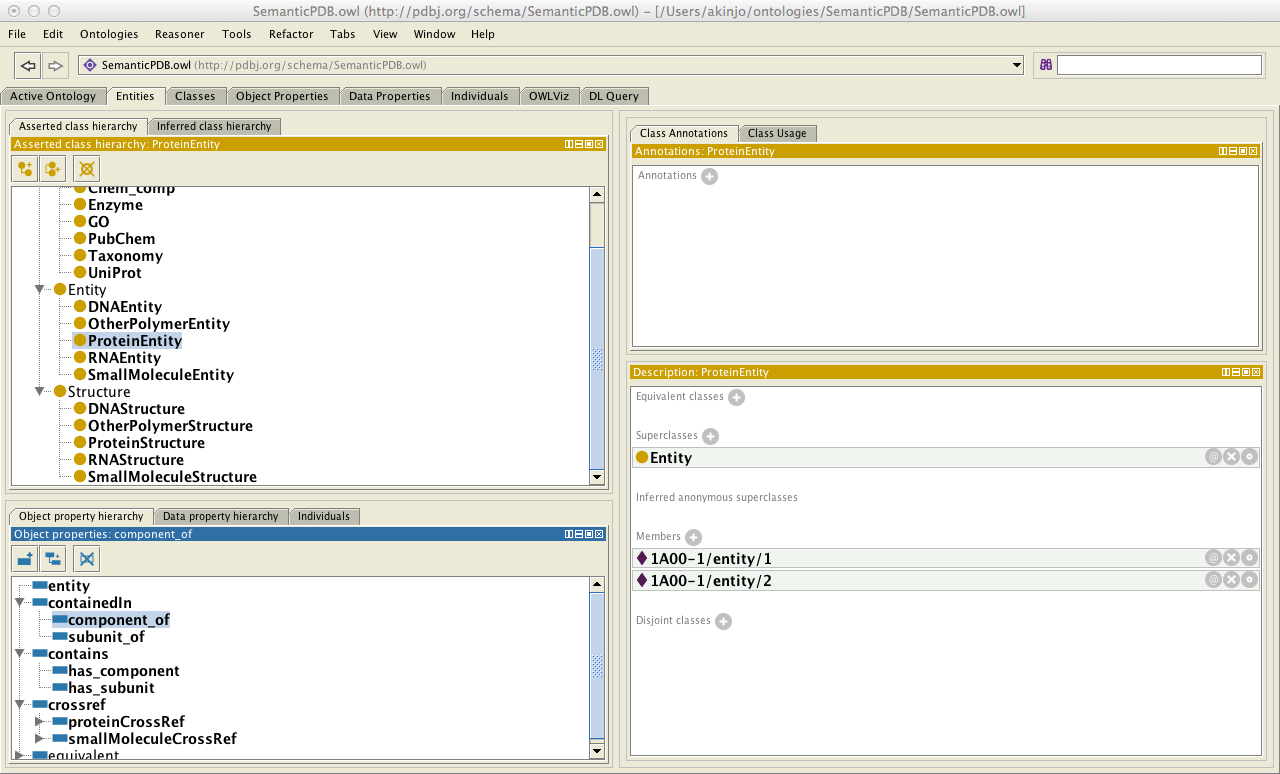 SemanticPDB.owl (http://pdbj.org/schema/SemanticPDB.owl) – [/Users/akinjo/ontologies/SemanticPDB/SemanticPDB.owl]
File Edit Ontologies Reasoner Tools Refactor Tabs View Window Help
SemanticPDB.owl (http://pdbj.org/schema/SemanticPDB.owl)
Active Ontology Entities Classes Object Properties Data Properties Individuals OWLViz DL Query
Asserted class hierarchy Inferred class hierarchy
Asserted class hierarchy: ProteinEntity
Chem_comp
Enzyme
GO
PubChem
Taxonomy
UniProt
Entity
DNAEntity
OtherPolymerEntity
ProteinEntity
RNAEntity
SmallMoleculeEntity
Structure
DNAStructure
OtherPolymerStructure
ProteinStructure
RNAStructure
SmallMoleculeStructure
Object property hierarchy Data property hierarchy Individuals
Object properties: component_of
entity
containedIn
component_of
subunit_of
contains
has_component
has_subunit
crossref
proteinCrossRef
smallMoleculeCrossRef
equivalent
Class Annotations Class Usage
Annotations: ProteinEntity
Annotations
Description: ProteinEntity
Equivalent classes
Superclasses
Entity
Inferred anonymous superclasses
Members
1A00-1/entity/1
1A00-1/entity/2
Disjoint classes